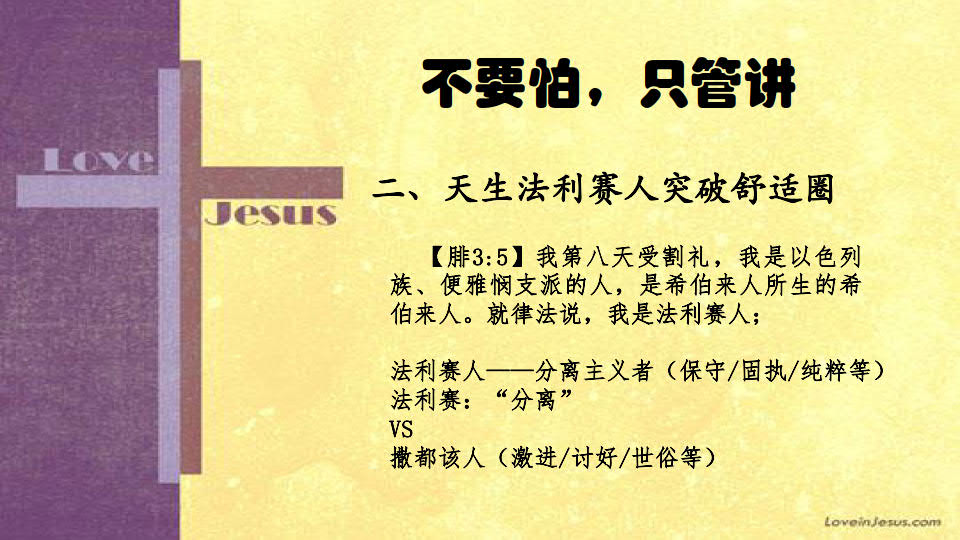 不要怕，只管讲
Love
Jesus
二、天生法利赛人突破舒适圈
【腓3:5】我第八天受割礼，我是以色列
族、便雅悯支派的人，是希伯来人所生的希
伯来人。就律法说，我是法利赛人；
法利赛人——分离主义者（保守/固执/纯粹等）
法利赛：“分离”
VS
撒都该人（激进/讨好/世俗等）
LoveinJesus.com